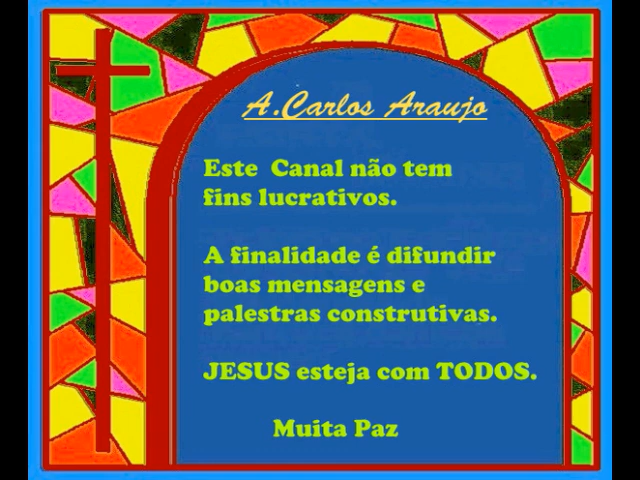 A.Carlos Araujo
Este Canal não tem
fins lucrativos.
A finalidade é difundir
boas mensagens e
palestras construtivas.
JESUS esteja com TODOS.
Muita Paz